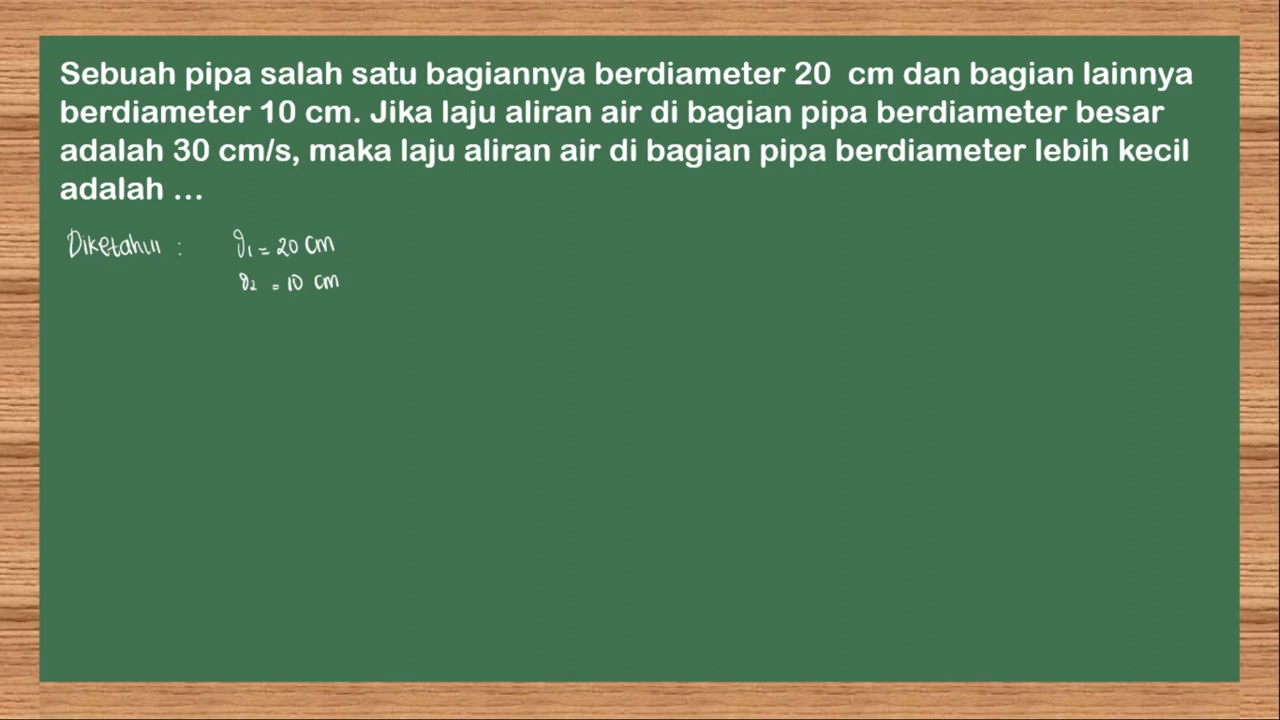 Sebuah pipa salah satu bagiannya berdiameter 20 cm dan bagian lainnya
berdiameter 10 cm. Jika laju aliran air di bagian pipa berdiameter besar
adalah 30 cm/s, maka laju aliran air di bagian pipa berdiameter lebih kecil
adalah ...
Diketahui : d₁ = 20 cm
d₂ = 10 cm